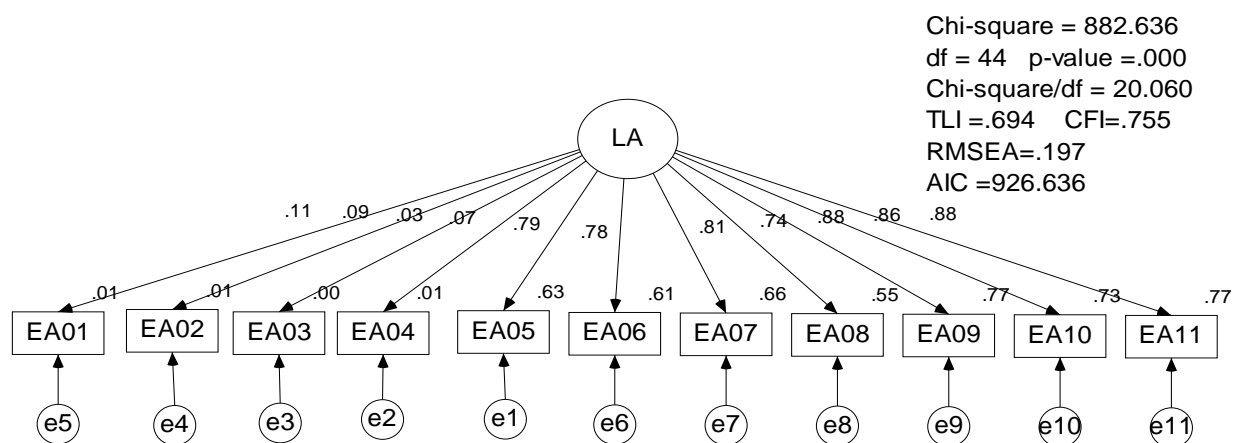 Chi-square = 882.636
df = 44 p-value =.000
Chi-square/df = 20.060
TLI =.694 CFI=.755
RMSEA=.197
AIC =926.636
LA
.11 .09 .03 .07 .79 .78 .81 .74 .88 .86 .88
.01 .01 .00 .01 .63 .61 .66 .55 .77 .73 .77
EA01 EA02 EA03 EA04 EA05 EA06 EA07 EA08 EA09 EA10 EA11
e5 e4 e3 e2 e1 e6 e7 e8 e9 e10 e11